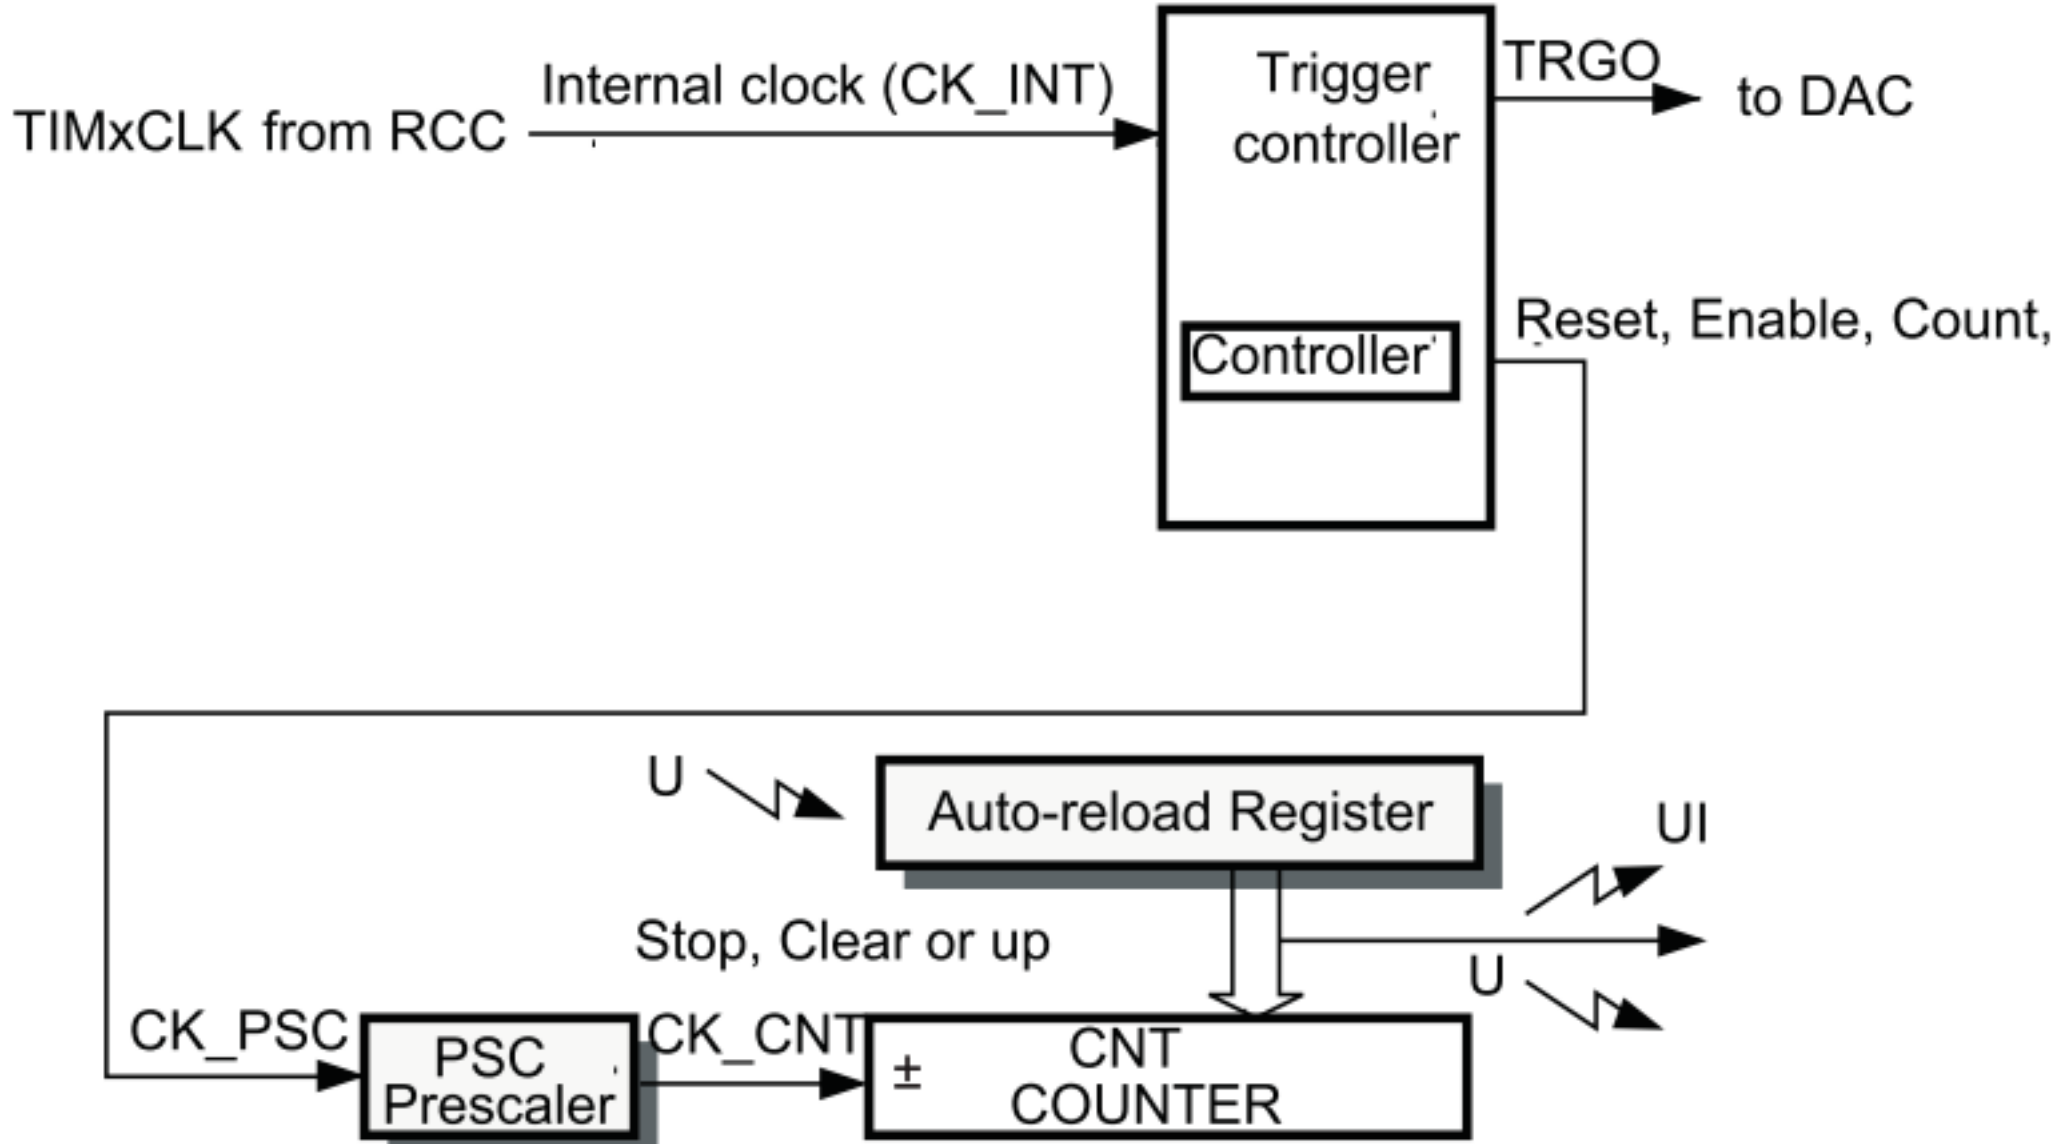 Internal clock (CK_INT)
TIMxCLK from RCC
Trigger
controller
TRGO
to DAC
Controller
Reset, Enable, Count,
U
Auto-reload Register
UI
Stop, Clear or up
U
CK_PSC
PSC
Prescaler
CK_CNT
±
CNT
COUNTER